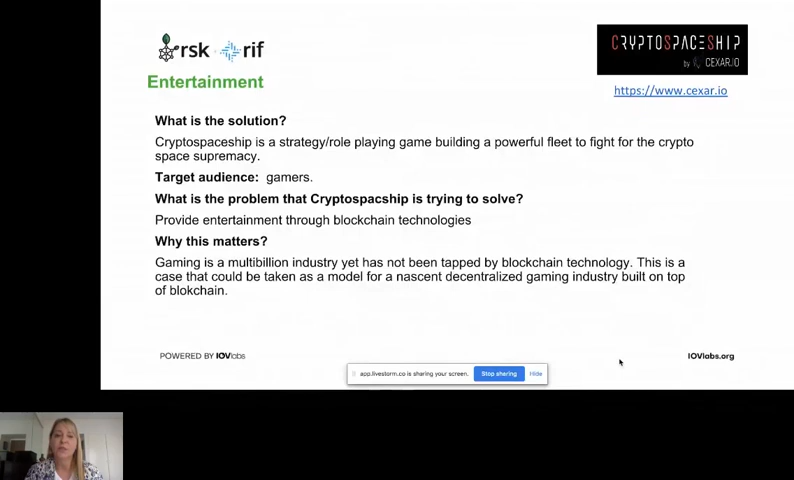 rsk rif
CRYPTOSPACESHIP
by CEXAR.IO
https://www.cexar.io
Entertainment
What is the solution?
Cryptospaceship is a strategy/role playing game building a powerful fleet to fight for the crypto
space supremacy.
Target audience: gamers.
What is the problem that Cryptospacship is trying to solve?
Provide entertainment through blockchain technologies
Why this matters?
Gaming is a multibillion industry yet has not been tapped by blockchain technology. This is a
case that could be taken as a model for a nascent decentralized gaming industry built on top
of blokchain.
POWERED BY IOVlabs
IOVlabs.org
app.livestorm.co is sharing your screen. Stop sharing Hide